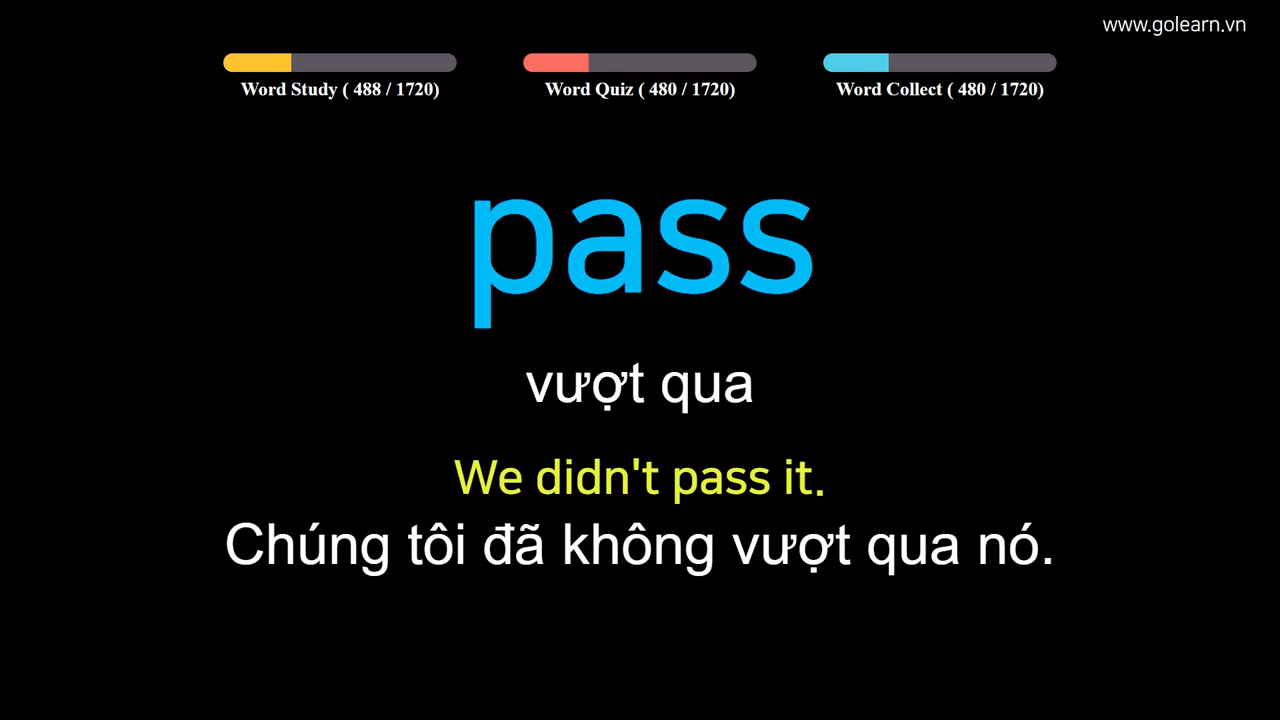 www.golearn.vn
Word Study ( 488 / 1720)
Word Quiz ( 480 / 1720)
Word Collect ( 480 / 1720)
pass
vượt qua
We didn't pass it.
Chúng tôi đã không vượt qua nó.